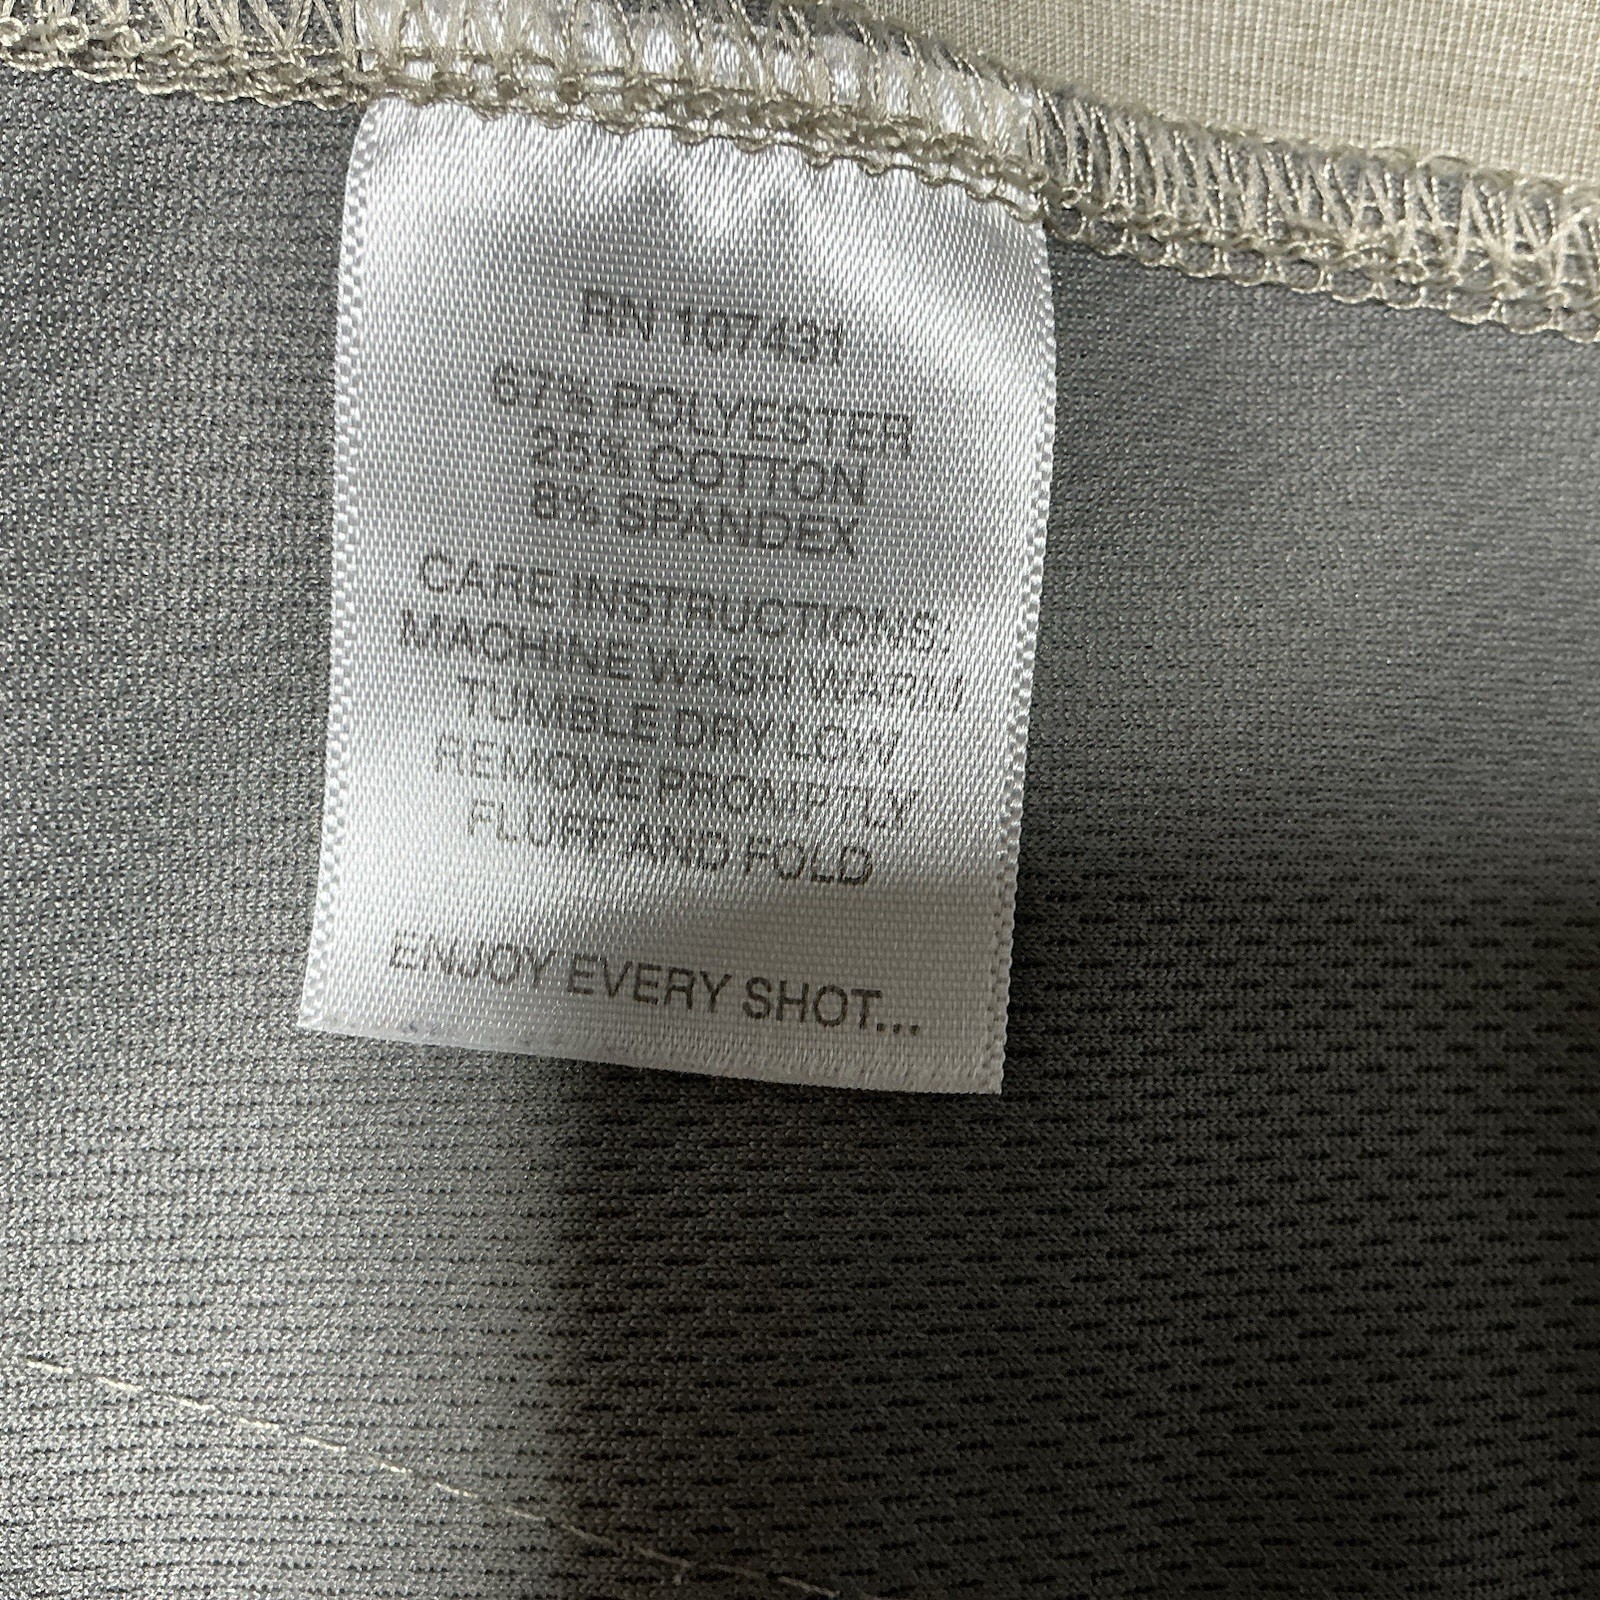 RN 107431
67% POLYESTER
25% COTTON
8% SPANDEX
CARE INSTRUCTIONS:
MACHINE WASH WARM
TUMBLE DRY LOW
REMOVE PROMPTLY
FLUFF AND FOLD
ENJOY EVERY SHOT...